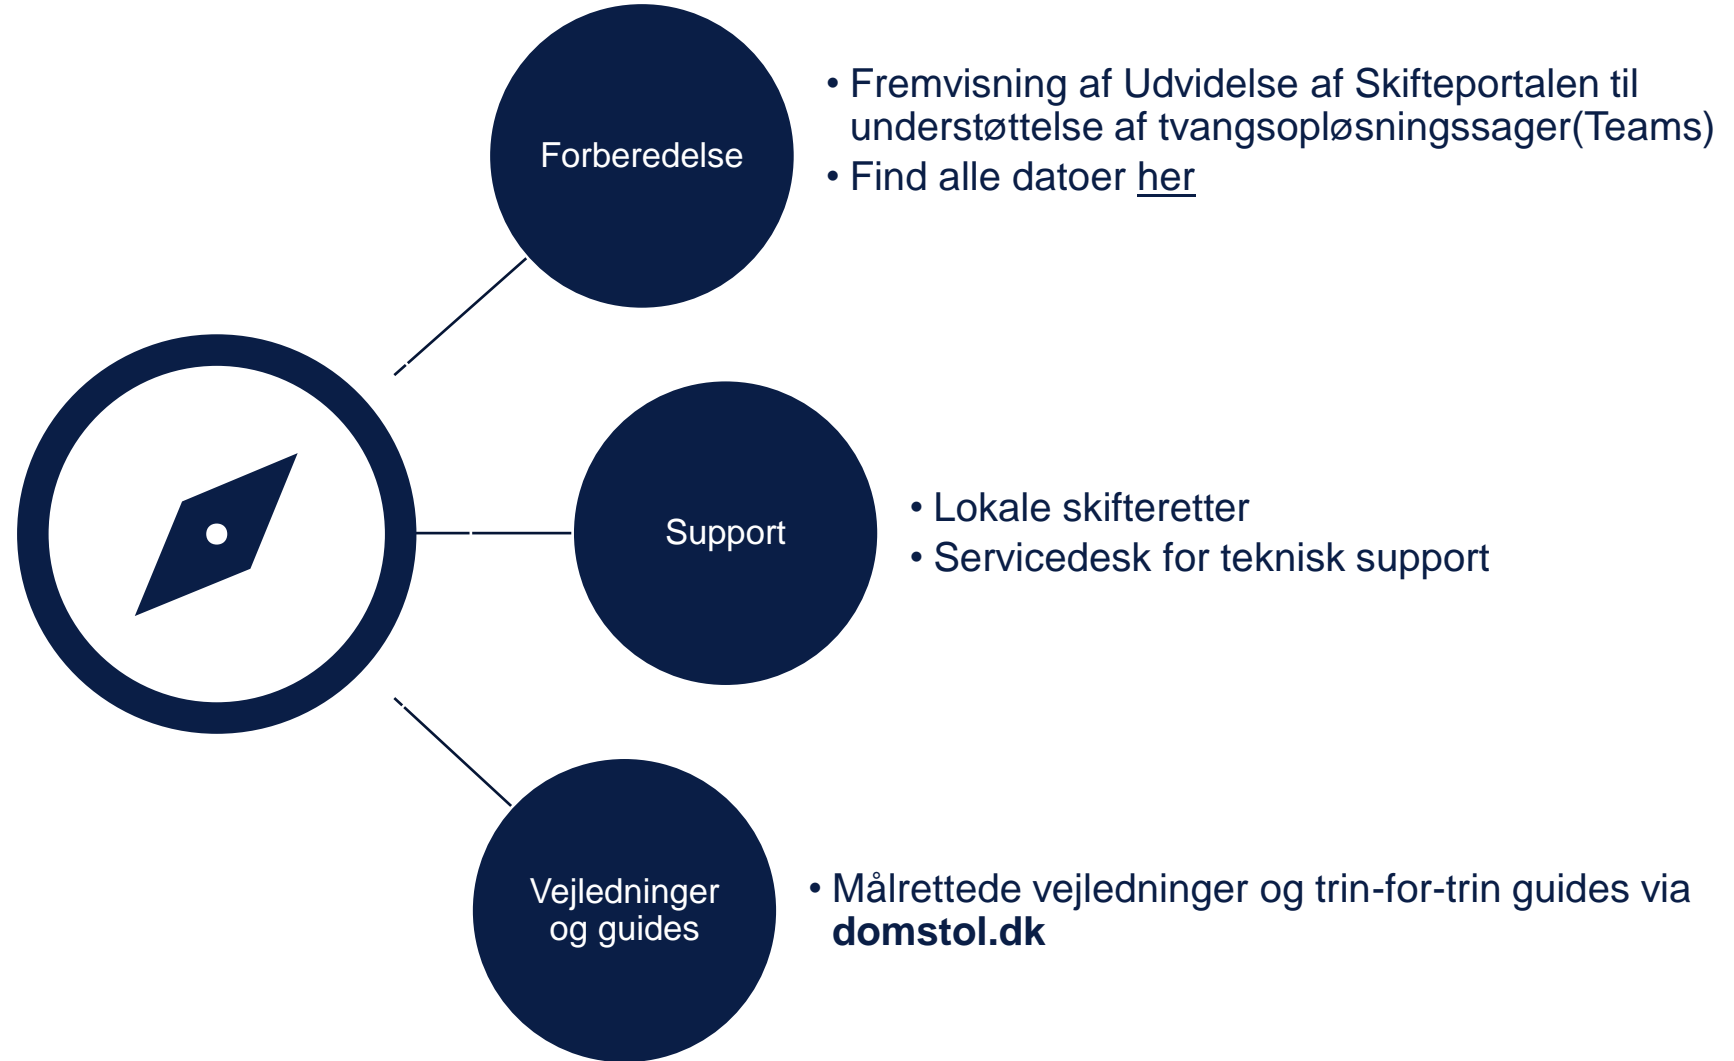 Forberedelse
• Fremvisning af Udvidelse af Skifteportalen til
understøttelse af tvangsopløsningssager(Teams)
• Find alle datoer her
Support
• Lokale skifteretter
• Servicedesk for teknisk support
Vejledninger
og guides
• Målrettede vejledninger og trin-for-trin guides via
domstol.dk